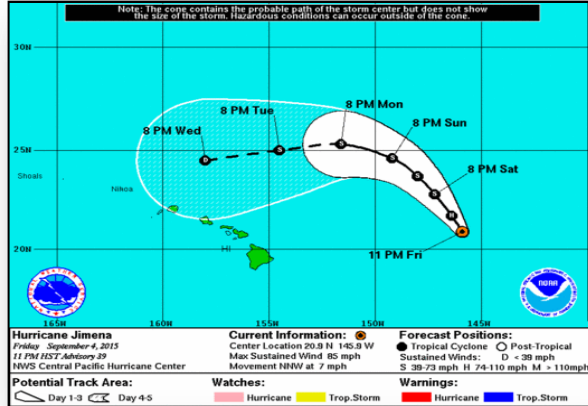 Note: The cone contains the probable path of the storm center but does not show
the size of the storm. Hazardous conditions can occur outside of the cone.
30N
8 PM Mon
8 PM Tue
8 PM Sun
8 PM Wed
D
S
S
S
25N
S
8 PM Sat
Shoals
Nihoa
S
H
20N
HI
11 PM Fri
NOAA
165W
160W
155W
150W
145W
Hurricane Jimena
Friday September 4, 2015
11 PM HST Advisory 39
NWS Central Pacific Hurricane Center
Current Information:
Center Location 20.9 N 145.9 W
Max Sustained Wind 85 mph
Movement NNW at 7 mph
Forecast Positions:
Tropical Cyclone Post-Tropical
Sustained Winds: D < 39 mph
S 39-73 mph H 74-110 mph M > 110mph
Potential Track Area:
Day 1-3 Day 4-5
Watches:
Hurricane Trop.Storm
Warnings:
Hurricane Trop.Storm